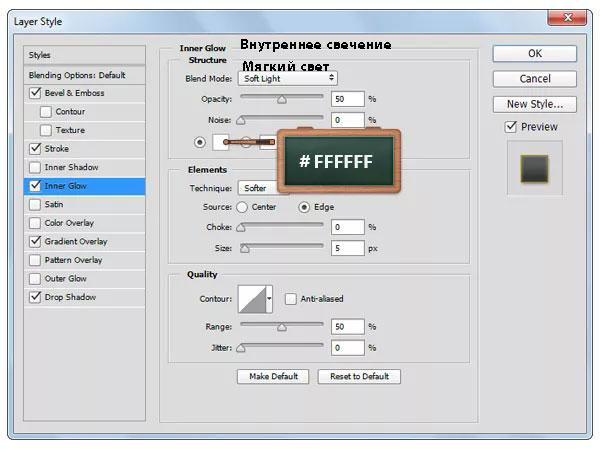 Layer Style
Styles
Blending Options: Default
Bevel & Emboss
Contour
Texture
Stroke
Inner Shadow
Inner Glow
Satin
Color Overlay
Gradient Overlay
Pattern Overlay
Outer Glow
Drop Shadow
Inner Glow Внутреннее свечение
Structure Мягкий свет
Blend Mode: Soft Light
Opacity: 50 %
Noise: 0 %
#FFFFFF
Elements
Technique: Softer
Source: Center Edge
Choke: 0 %
Size: 5 px
Quality
Contour: Anti-aliased
Range: 50 %
Jitter: 0 %
Make Default Reset to Default
OK
Cancel
New Style...
Preview